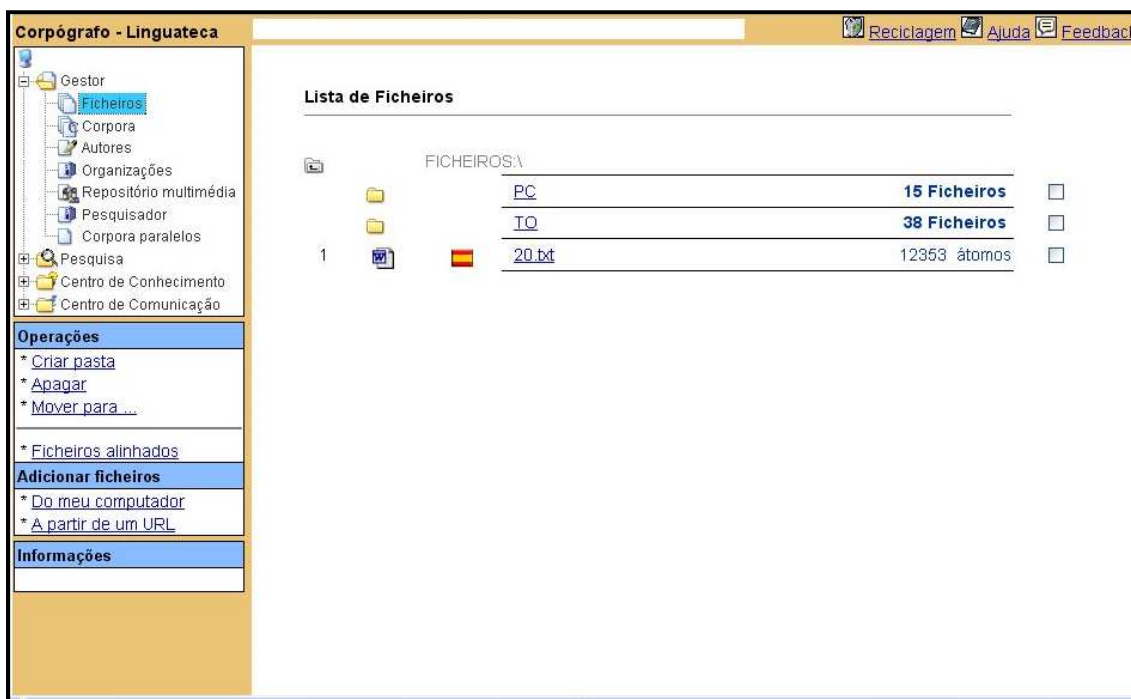 Corpógrafo - Linguateca
Reciclagem Ajuda Feedback
Gestor
Ficheiros
Corpora
Autores
Organizações
Repositório multimédia
Pesquisador
Corpora paralelos
Pesquisa
Centro de Conhecimento
Centro de Comunicação
Operações
* Criar pasta
* Apagar
* Mover para ...
* Ficheiros alinhados
Adicionar ficheiros
* Do meu computador
* A partir de um URL
Informações
Lista de Ficheiros
FICHEIROS:\
PC 15 Ficheiros
TO 38 Ficheiros
1 20.txt 12353 átomos